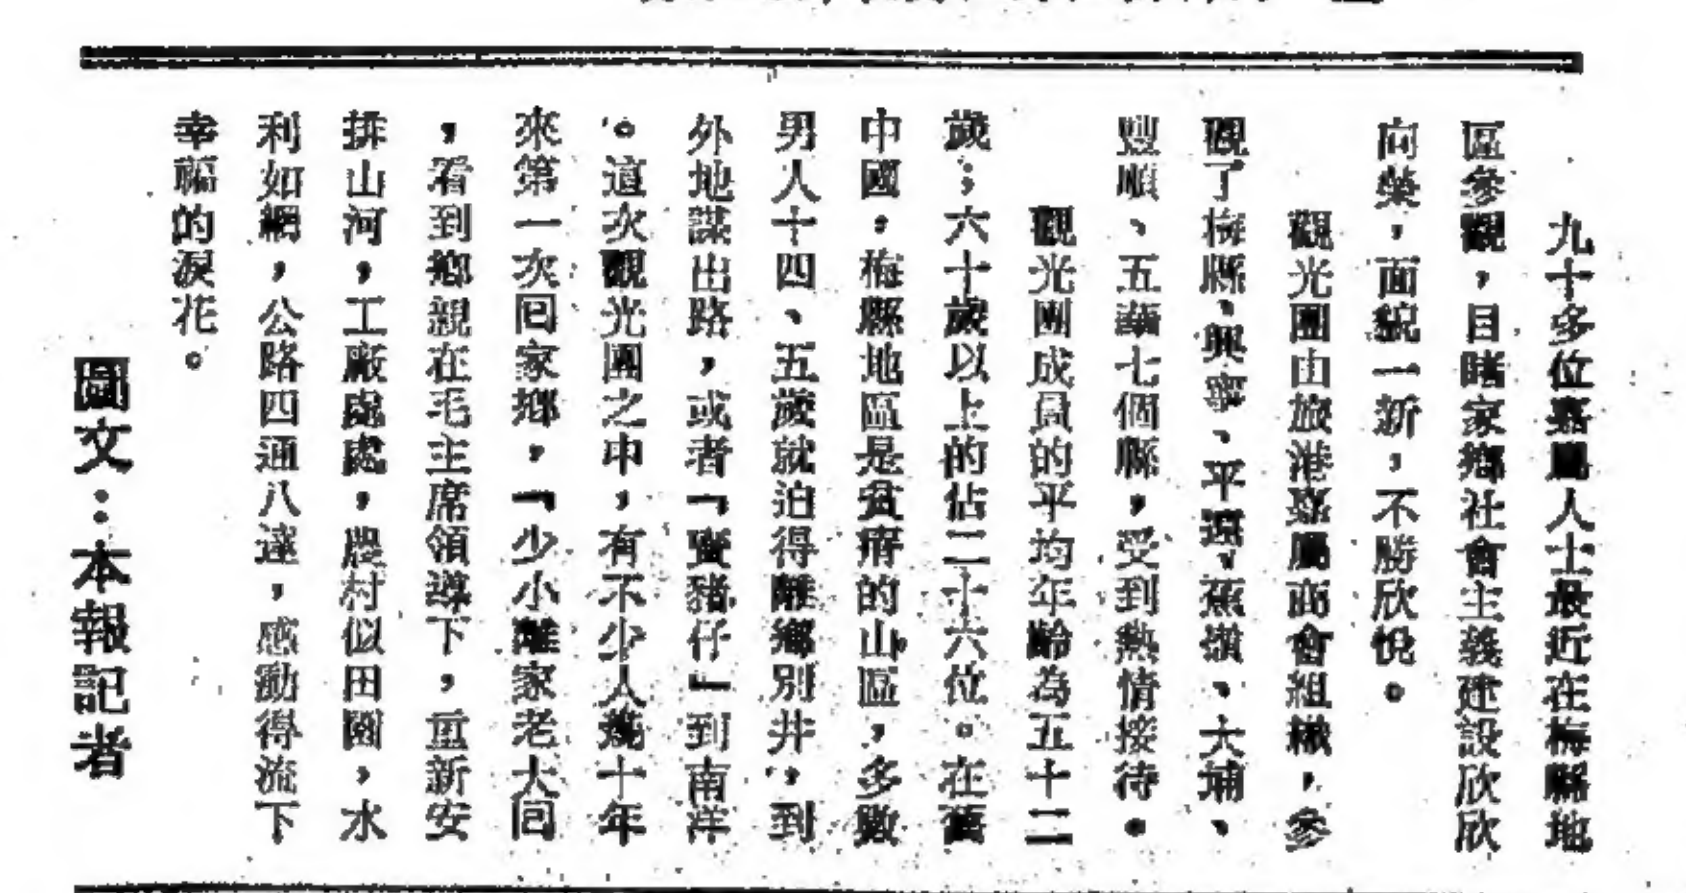 九十多位嘉屬人士最近在梅縣地
區參觀，目睹家鄉社會主義建設欣欣
向榮，面貌一新，不勝欣悅。
觀光團由旅港嘉屬商會組織，參
觀了梅縣、興寧、平遠、蕉嶺、大埔、
豐順、五華七個縣，受到熱情接待。
觀光團成員的平均年齡為五十二
歲；六十歲以上的佔二十六位。在舊
中國，梅縣地區是貧瘠的山區，多數
男人十四、五歲就泊得離鄉別井，到
外地謀出路，或者「賣豬仔」到南洋
。這次觀光團之中，有不少人幾十年
來第一次回家鄉，「少小離家老大回
，看到鄉親在毛主席領導下，重新安
排山河，工廠處處，農村似田園，水
利如網，公路四通八達，感動得流下
幸福的淚花。
圖文：本報記者